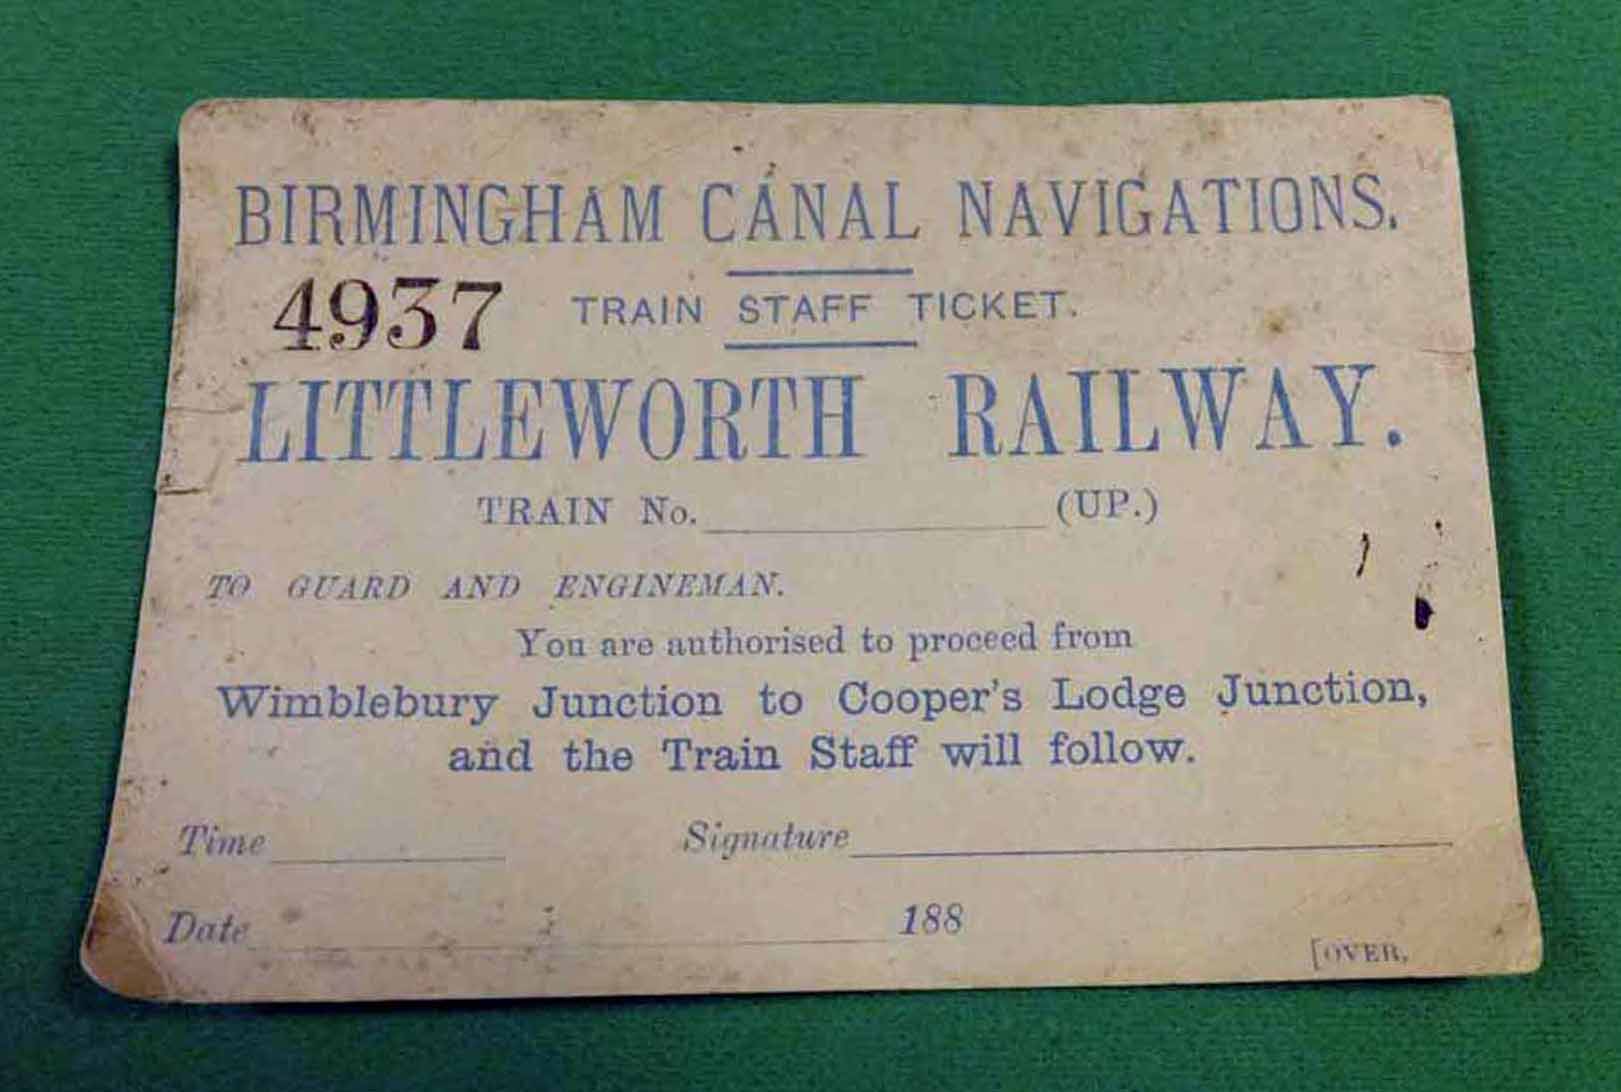 BIRMINGHAM CANAL NAVIGATIONS.
4937 TRAIN STAFF TICKET.
LITTLEWORTH RAILWAY.
TRAIN No. (UP.)
TO GUARD AND ENGINEMAN.
You are authorised to proceed from
Wimblebury Junction to Cooper's Lodge Junction,
and the Train Staff will follow.
Time Signature
Date 188
[OVER,